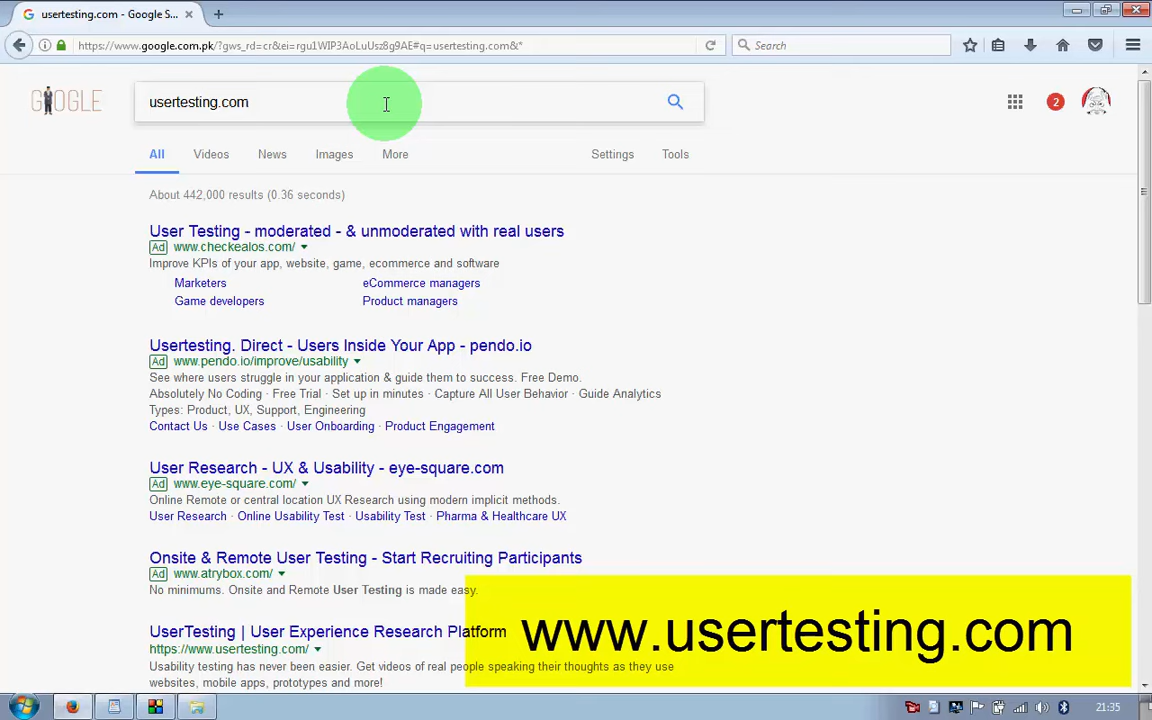 usertesting.com - Google S...
https://www.google.com.pk/?gws_rd=cr&ei=rgu1WIP3AoLuUsz8g9AE#q=usertesting.com&*
Search
GOOGLE
usertesting.com
2
All
Videos
News
Images
More
Settings
Tools
About 442,000 results (0.36 seconds)
User Testing - moderated - & unmoderated with real users
Ad www.checkealos.com/
Improve KPIs of your app, website, game, ecommerce and software
Marketers eCommerce managers
Game developers Product managers
Usertesting. Direct - Users Inside Your App - pendo.io
Ad www.pendo.io/improve/usability
See where users struggle in your application & guide them to success. Free Demo.
Absolutely No Coding · Free Trial · Set up in minutes · Capture All User Behavior · Guide Analytics
Types: Product, UX, Support, Engineering
Contact Us · Use Cases · User Onboarding · Product Engagement
User Research - UX & Usability - eye-square.com
Ad www.eye-square.com/
Online Remote or central location UX Research using modern implicit methods.
User Research · Online Usability Test · Usability Test · Pharma & Healthcare UX
Onsite & Remote User Testing - Start Recruiting Participants
Ad www.atrybox.com/
No minimums. Onsite and Remote User Testing is made easy.
UserTesting | User Experience Research Platform
https://www.usertesting.com/
Usability testing has never been easier. Get videos of real people speaking their thoughts as they use
websites, mobile apps, prototypes and more!
www.usertesting.com
21:35